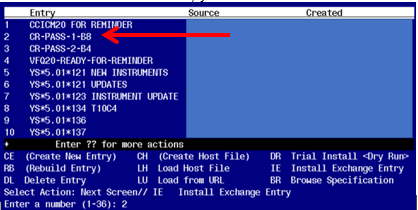 Entry Source Created
1 CCICM20 FOR REMINDER
2 CR-PASS-1-B8
3 CR-PASS-2-B4
4 VFQ20-READY-FOR-REMINDER
5 YS*5.01*121 NEW INSTRUMENTS
6 YS*5.01*121 UPDATES
7 YS*5.01*123 INSTRUMENT UPDATE
8 YS*5.01*134 T10C4
9 YS*5.01*136
10 YS*5.01*137
+ Enter ?? for more actions
CE (Create New Entry) CH (Create Host File) DR Trial Install <Dry Run>
RB (Rebuild Entry) LH Load Host File IE Install Exchange Entry
DL Delete Entry LU Load from URL BR Browse Specification
Select Action: Next Screen// IE Install Exchange Entry
Enter a number (1-36): 2